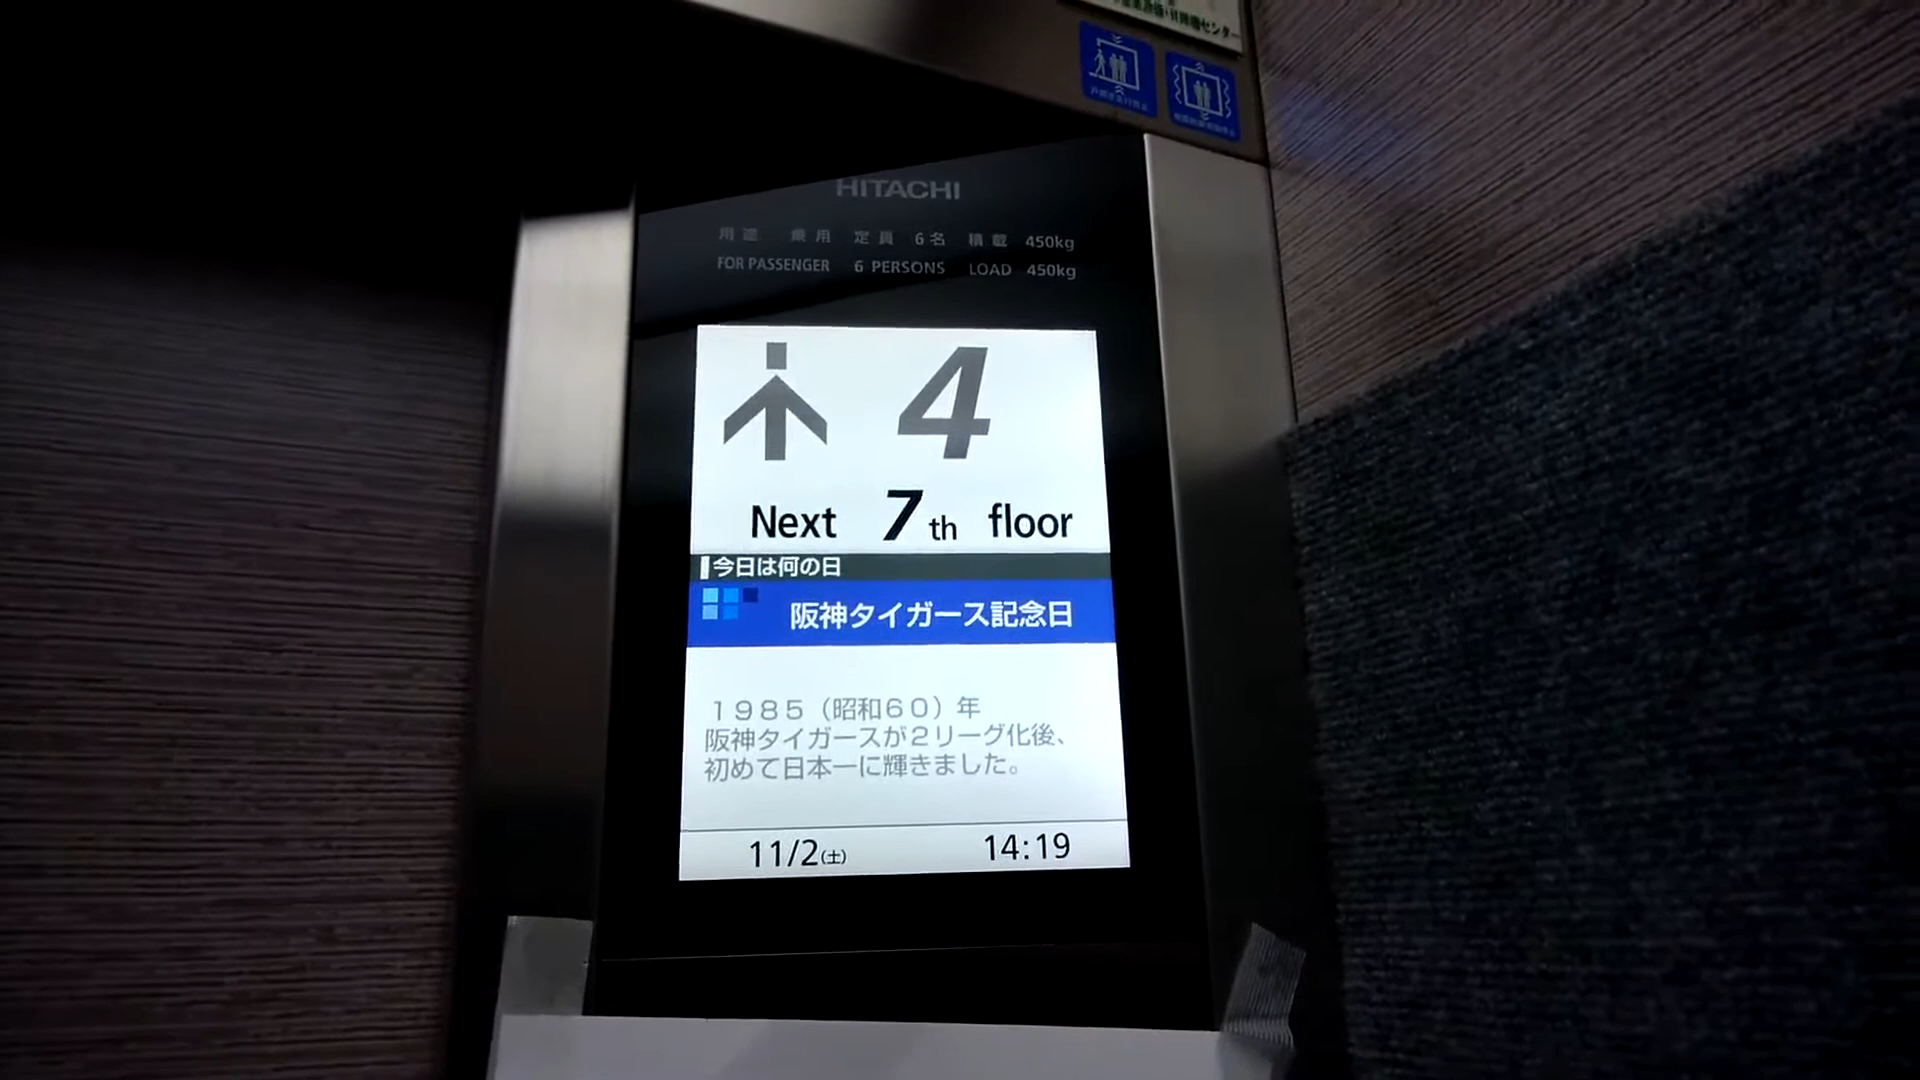 HITACHI
用途 乗用 定員 6名 積載 450kg
FOR PASSENGER 6 PERSONS LOAD 450kg
4
Next 7th floor
今日は何の日
阪神タイガース記念日
1985（昭和60）年
阪神タイガースが2リーグ化後、
初めて日本一に輝きました。
11/2(土) 14:19